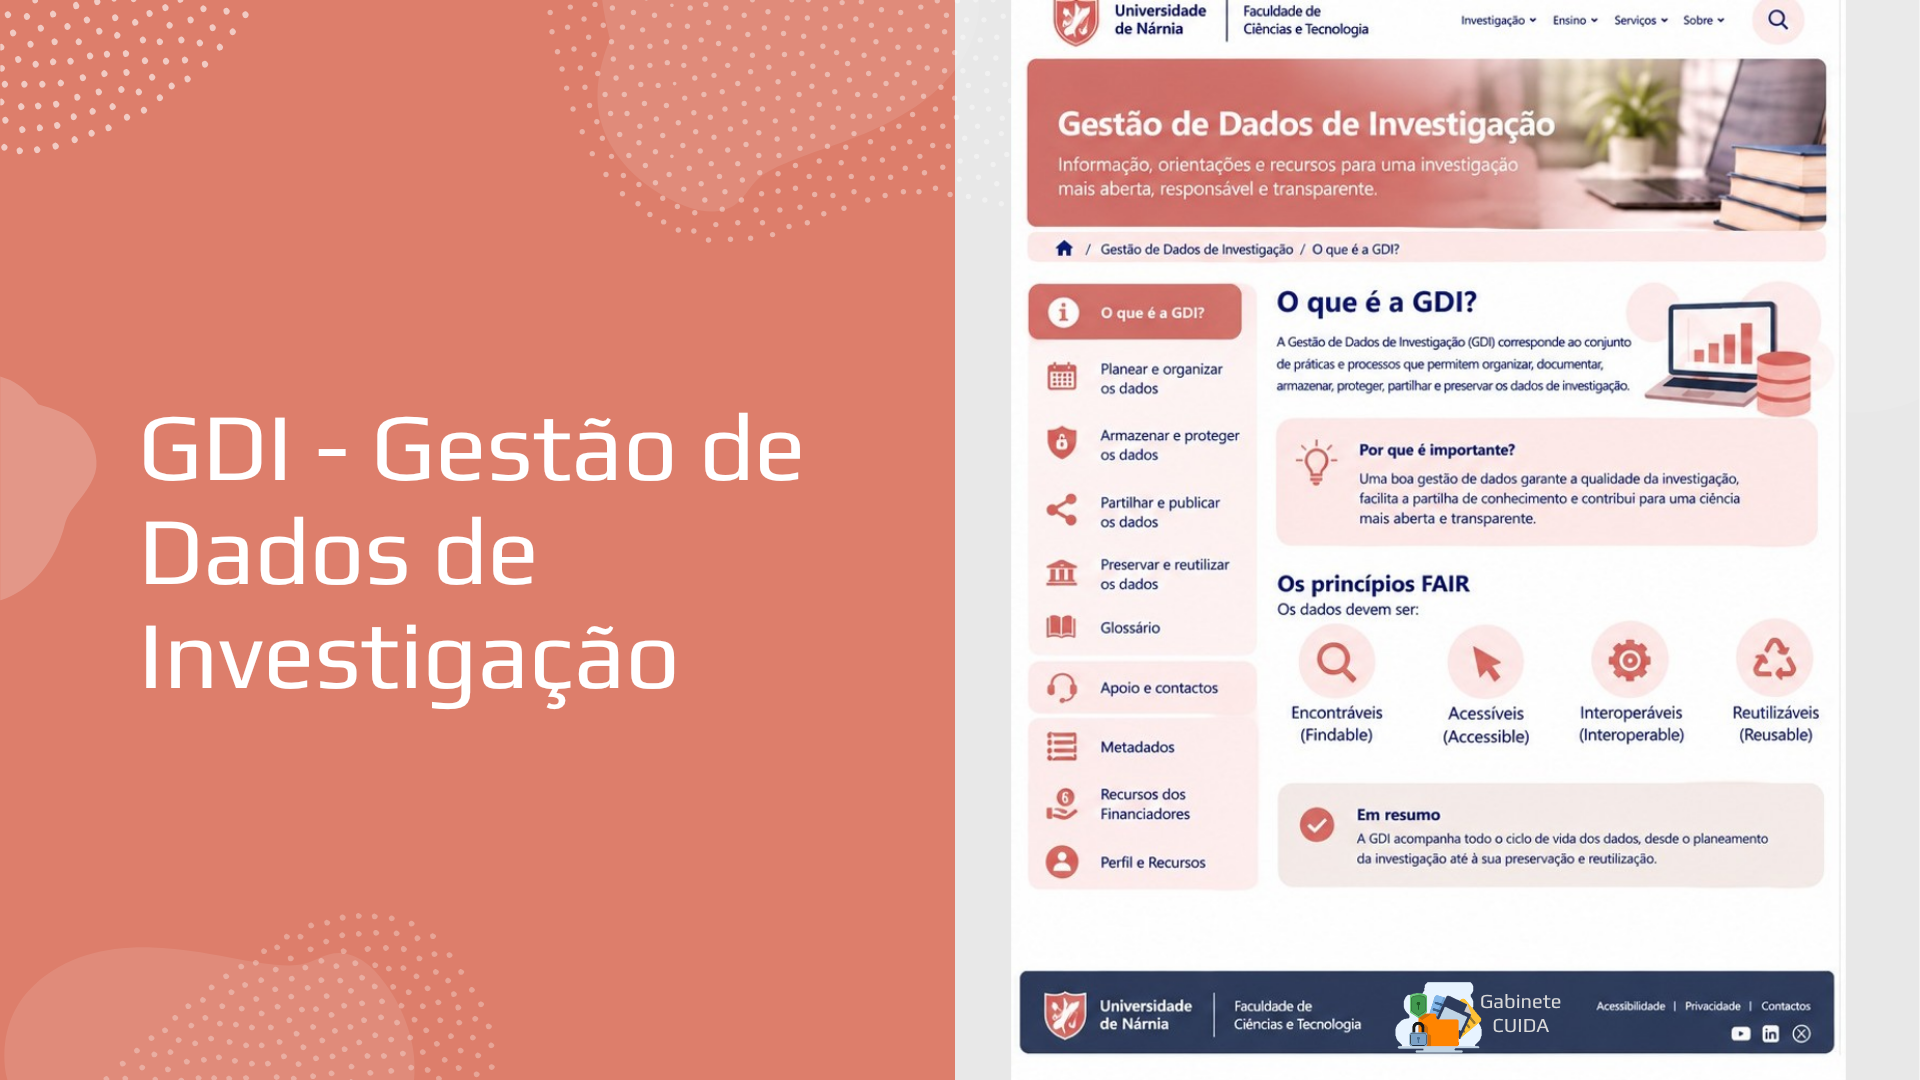 GDI - Gestão de
Dados de
Investigação
Universidade
de Nárnia
Faculdade de
Ciências e Tecnologia
Investigação
Ensino
Serviços
Sobre
Gestão de Dados de Investigação
Informação, orientações e recursos para uma investigação
mais aberta, responsável e transparente.
/ Gestão de Dados de Investigação / O que é a GDI?
O que é a GDI?
Planear e organizar
os dados
Armazenar e proteger
os dados
Partilhar e publicar
os dados
Preservar e reutilizar
os dados
Glossário
Apoio e contactos
Metadados
Recursos dos
Financiadores
Perfil e Recursos
O que é a GDI?
A Gestão de Dados de Investigação (GDI) corresponde ao conjunto
de práticas e processos que permitem organizar, documentar,
armazenar, proteger, partilhar e preservar os dados de investigação.
Por que é importante?
Uma boa gestão de dados garante a qualidade da investigação,
facilita a partilha de conhecimento e contribui para uma ciência
mais aberta e transparente.
Os princípios FAIR
Os dados devem ser:
Encontráveis
(Findable)
Acessíveis
(Accessible)
Interoperáveis
(Interoperable)
Reutilizáveis
(Reusable)
Em resumo
A GDI acompanha todo o ciclo de vida dos dados, desde o planeamento
da investigação até à sua preservação e reutilização.
Universidade
de Nárnia
Faculdade de
Ciências e Tecnologia
Gabinete
CUIDA
Acessibilidade | Privacidade | Contactos